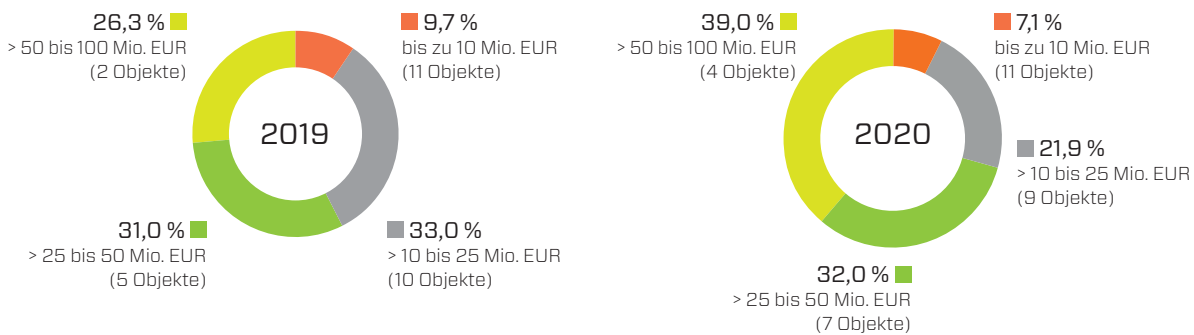 26,3 %
> 50 bis 100 Mio. EUR
(2 Objekte)
9,7 %
bis zu 10 Mio. EUR
(11 Objekte)
2019
31,0 %
> 25 bis 50 Mio. EUR
(5 Objekte)
33,0 %
> 10 bis 25 Mio. EUR
(10 Objekte)
39,0 %
> 50 bis 100 Mio. EUR
(4 Objekte)
7,1 %
bis zu 10 Mio. EUR
(11 Objekte)
2020
21,9 %
> 10 bis 25 Mio. EUR
(9 Objekte)
32,0 %
> 25 bis 50 Mio. EUR
(7 Objekte)